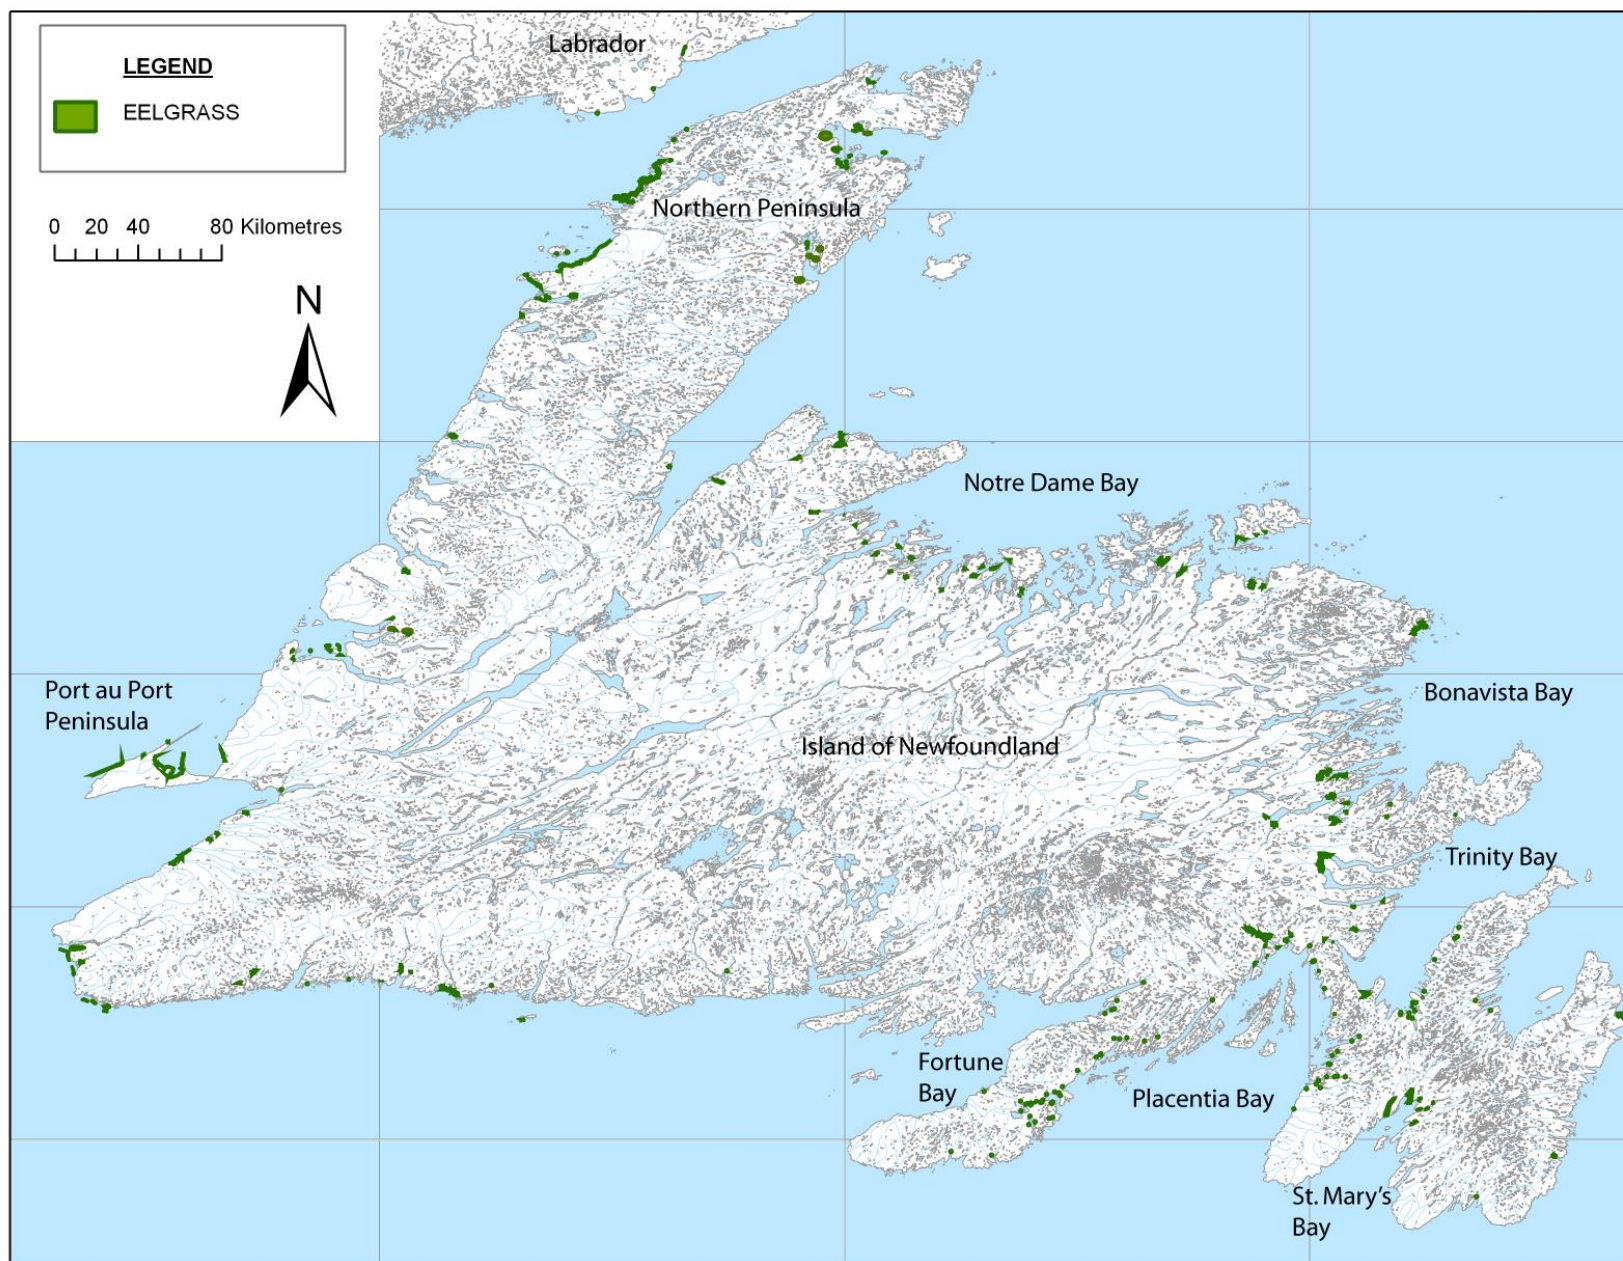 LEGEND
EELGRASS
0 20 40 80 Kilometres
N
Labrador
Northern Peninsula
Notre Dame Bay
Port au Port
Peninsula
Bonavista Bay
Island of Newfoundland
Trinity Bay
Fortune
Bay
Placentia Bay
St. Mary's
Bay